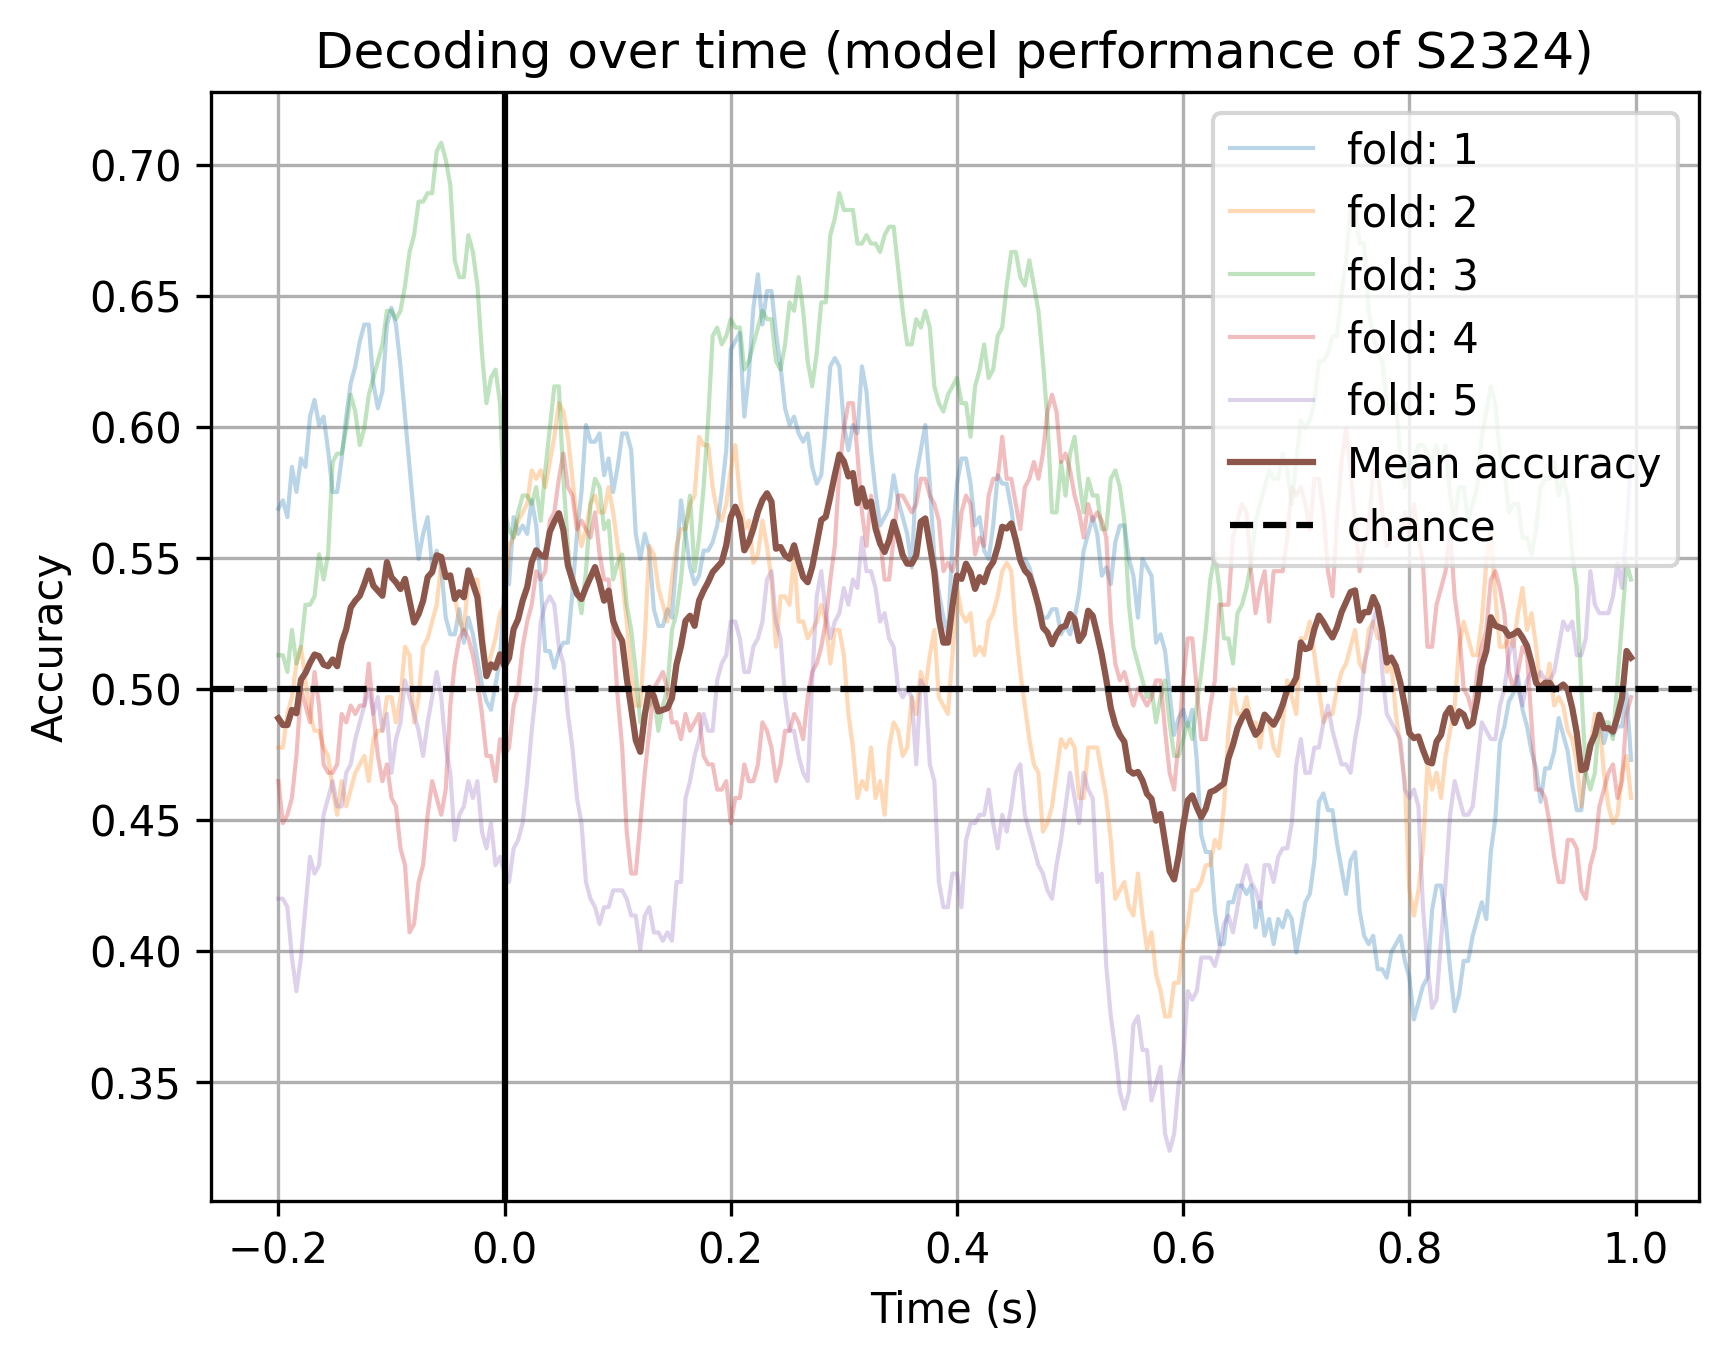 Decoding over time (model performance of S2324)
fold: 1
fold: 2
fold: 3
fold: 4
fold: 5
Mean accuracy
chance
Accuracy
0.70
0.65
0.60
0.55
0.50
0.45
0.40
0.35
−0.2 0.0 0.2 0.4 0.6 0.8 1.0
Time (s)